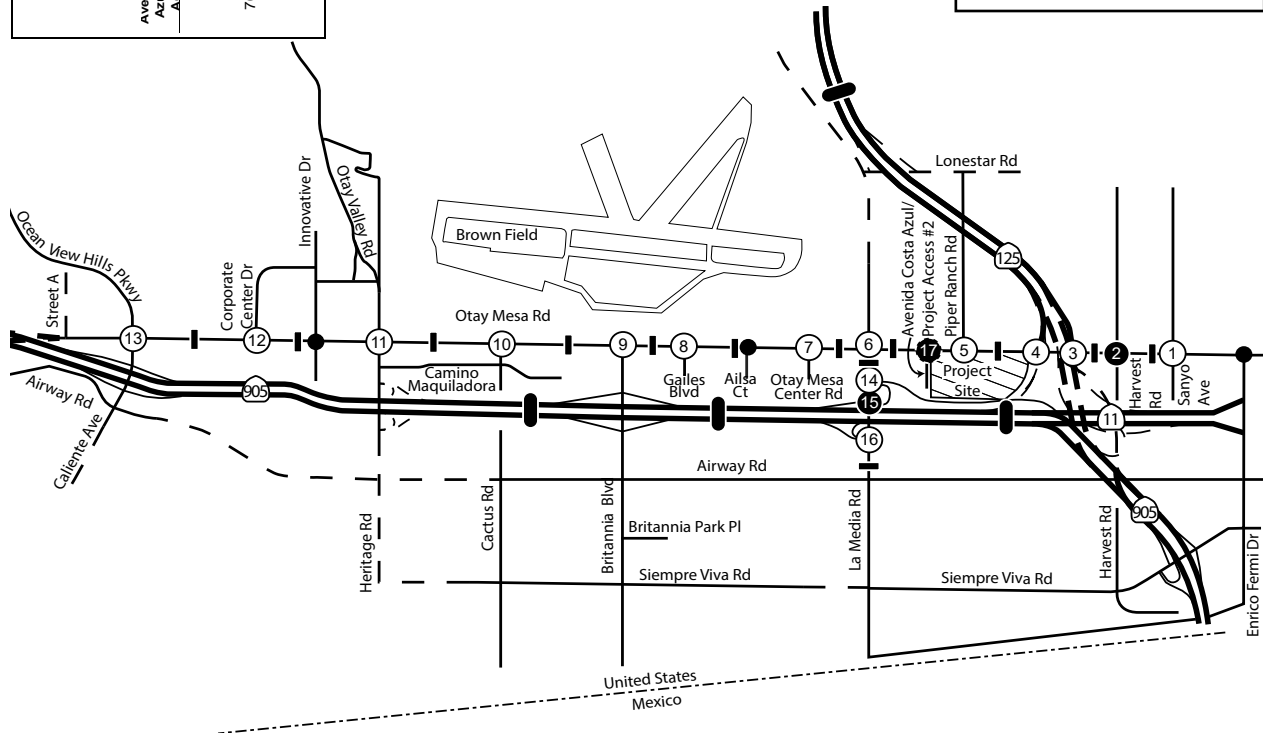 Ave
Az
7
Lonestar Rd
Innovative Dr
Otay Valley Rd
Brown Field
Ocean View Hills Pkwy
Street A
Corporate
Center Dr
Avenida Costa Azul/
Project Access #2
Piper Ranch Rd
125
Otay Mesa Rd
13
12
11
10
9
8
7
6
17
5
4
3
2
1
Camino
Maquiladora
Gailes
Blvd
Ailsa
Ct
Otay Mesa
Center Rd
14
15
16
Project
Site
Harvest
Rd
Sanyo
Ave
905
11
Airway Rd
Caliente Ave
Airway Rd
Heritage Rd
Cactus Rd
Britannia Blvd
Britannia Park Pl
La Media Rd
Harvest Rd
905
Enrico Fermi Dr
Siempre Viva Rd
Siempre Viva Rd
United States
Mexico